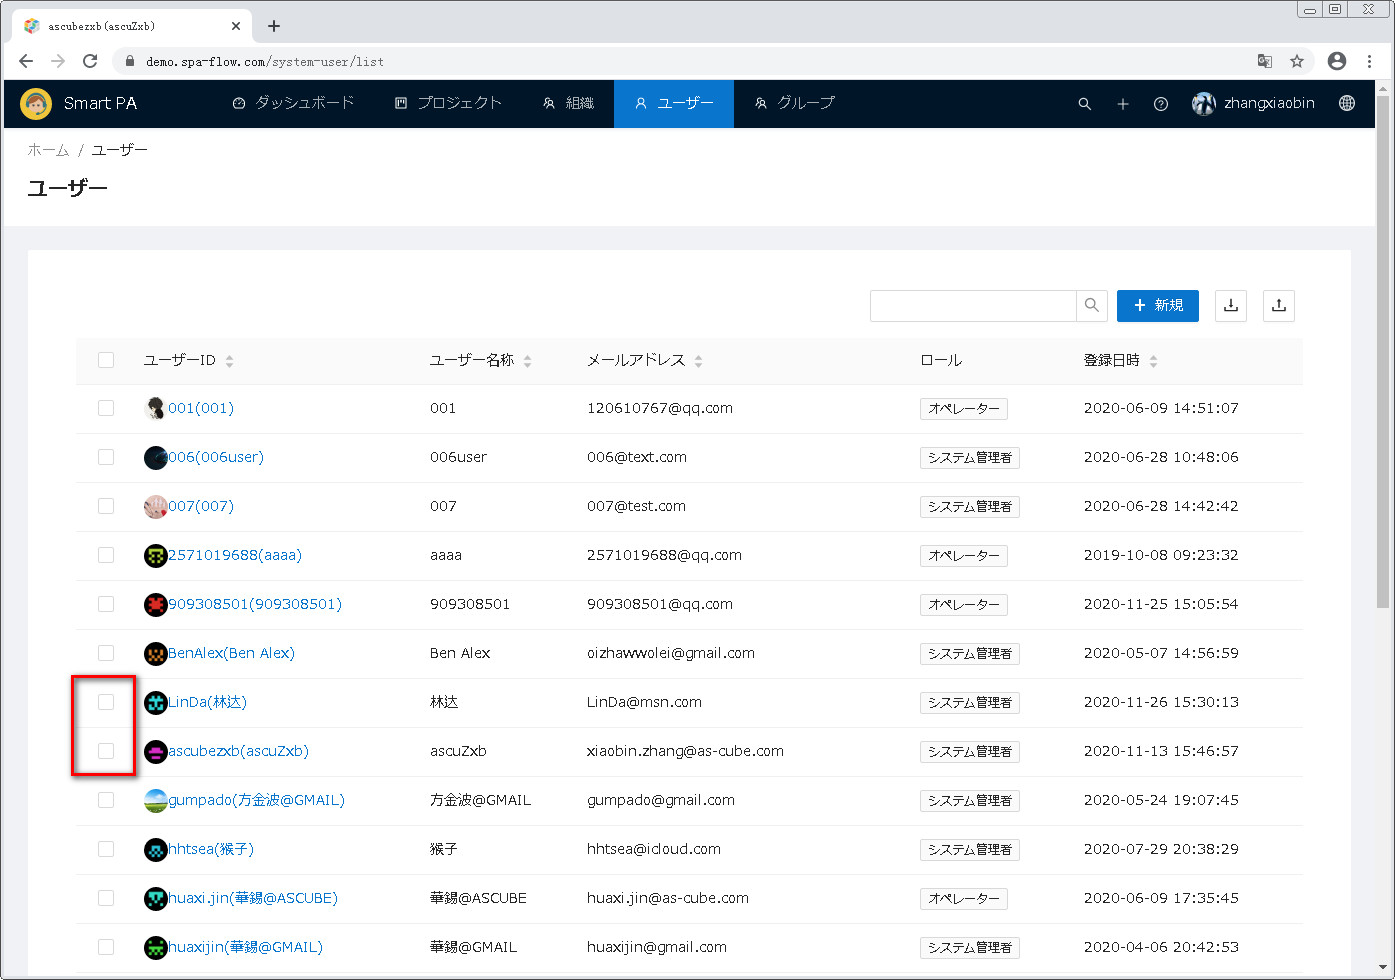 ascubezxb(ascuZxb)
demo.spa-flow.com/system-user/list
Smart PA ダッシュボード プロジェクト 組織 ユーザー グループ zhangxiaobin
ホーム / ユーザー
ユーザー
新規
ユーザーID ユーザー名称 メールアドレス ロール 登録日時
001(001) 001 120610767@qq.com オペレーター 2020-06-09 14:51:07
006(006user) 006user 006@text.com システム管理者 2020-06-28 10:48:06
007(007) 007 007@test.com システム管理者 2020-06-28 14:42:42
2571019688(aaaa) aaaa 2571019688@qq.com オペレーター 2019-10-08 09:23:32
909308501(909308501) 909308501 909308501@qq.com オペレーター 2020-11-25 15:05:54
BenAlex(Ben Alex) Ben Alex oizhawwolei@gmail.com システム管理者 2020-05-07 14:56:59
LinDa(林达) 林达 LinDa@msn.com システム管理者 2020-11-26 15:30:13
ascubezxb(ascuZxb) ascuZxb xiaobin.zhang@as-cube.com システム管理者 2020-11-13 15:46:57
gumpado(方金波@GMAIL) 方金波@GMAIL gumpado@gmail.com システム管理者 2020-05-24 19:07:45
hhtsea(猴子) 猴子 hhtsea@icloud.com システム管理者 2020-07-29 20:38:29
huaxi.jin(華錫@ASCUBE) 華錫@ASCUBE huaxi.jin@as-cube.com オペレーター 2020-06-09 17:35:45
huaxijin(華錫@GMAIL) 華錫@GMAIL huaxijin@gmail.com システム管理者 2020-04-06 20:42:53